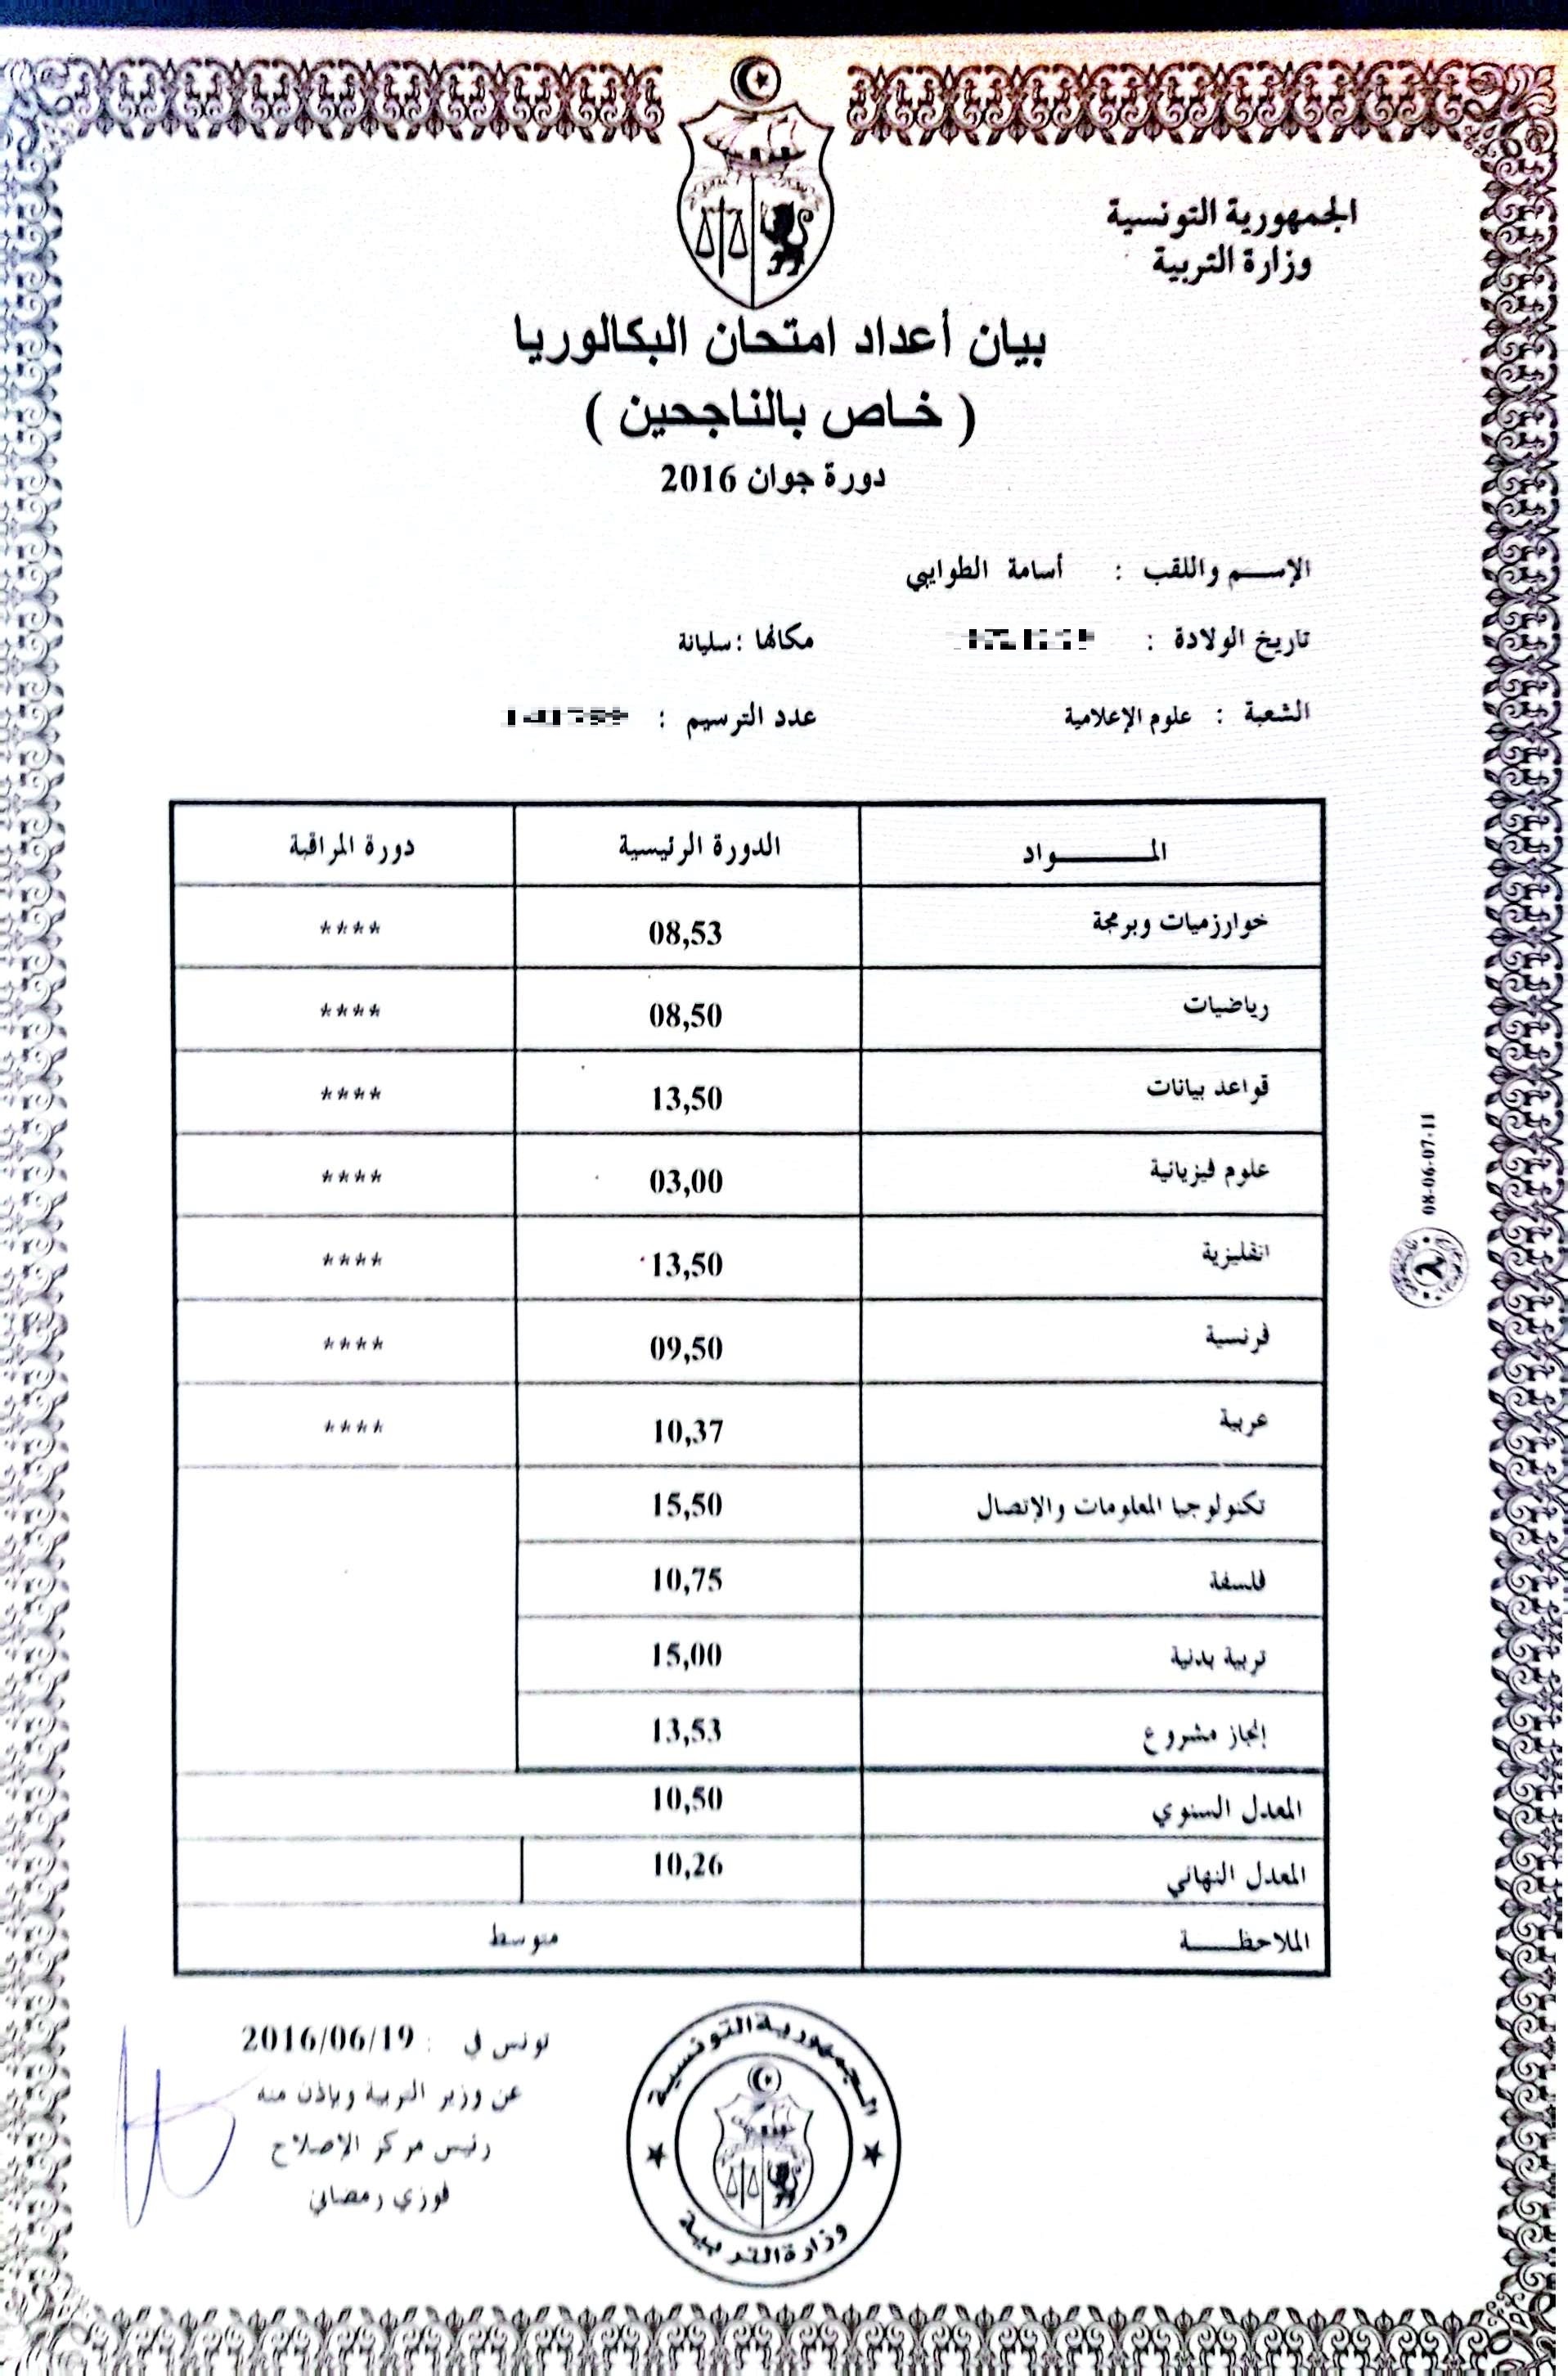 الجمهورية التونسية
وزارة التربية
بيان أعداد امتحان البكالوريا
( خـاص بالناجحين )
دورة جوان 2016
الإســم واللقب : أسامة الطوايبي
تاريخ الولادة : مكانها : سليانة
الشعبة : علوم الإعلامية عدد الترسيم :
المـــــــواد الدورة الرئيسية دورة المراقبة
خوارزميات وبرمجة 08,53 ****
رياضيات 08,50 ****
قواعد بيانات 13,50 ****
علوم فيزيائية 03,00 ****
انقليزية 13,50 ****
فرنسية 09,50 ****
عربية 10,37 ****
تكنولوجيا المعلومات والإتصال 15,50
فلسفة 10,75
تربية بدنية 15,00
إنجاز مشروع 13,53
المعدل السنوي 10,50
المعدل النهائي 10,26
الملاحظـــــة متوسط
08-06-07-11
تونس في : 2016/06/19
عن وزير التربية وبإذن منه
رئيس مركز الإصلاح
فوزي رمضاني
الجمهورية التونسية
وزارة التربية